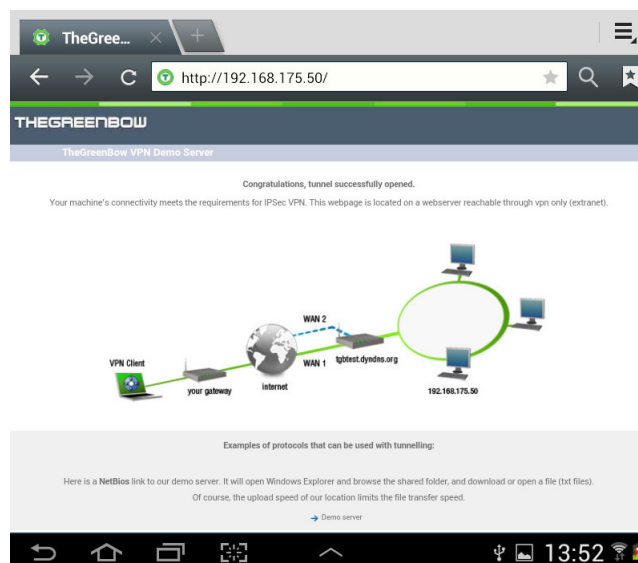 TheGree...
http://192.168.175.50/
THEGREENBOW
TheGreenBow VPN Demo Server
Congratulations, tunnel successfully opened.
Your machine's connectivity meets the requirements for IPSec VPN. This webpage is located on a webserver reachable through vpn only (extranet).
WAN 2
VPN Client
WAN 1
tgbtest.dyndns.org
your gateway
internet
192.168.175.50
Examples of protocols that can be used with tunnelling:
Here is a NetBios link to our demo server. It will open Windows Explorer and browse the shared folder, and download or open a file (txt files).
Of course, the upload speed of our location limits the file transfer speed.
Demo server
13:52